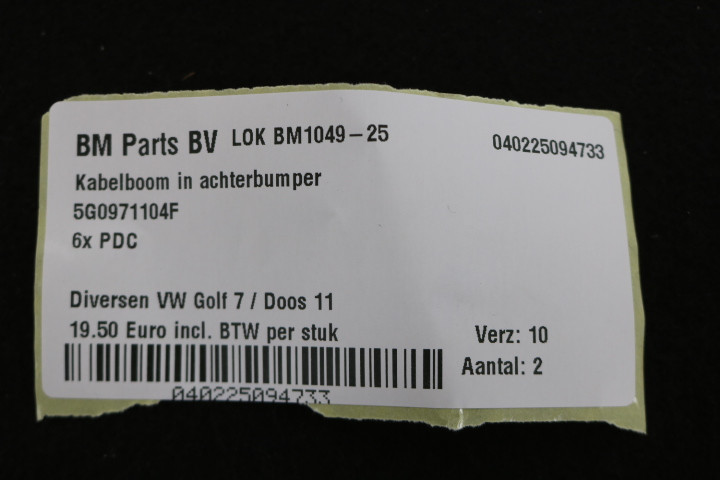 BM Parts BV LOK BM1049-25 040225094733
Kabelboom in achterbumper
5G0971104F
6x PDC
Diversen VW Golf 7 / Doos 11
19.50 Euro incl. BTW per stuk Verz: 10
Aantal: 2
040225094733